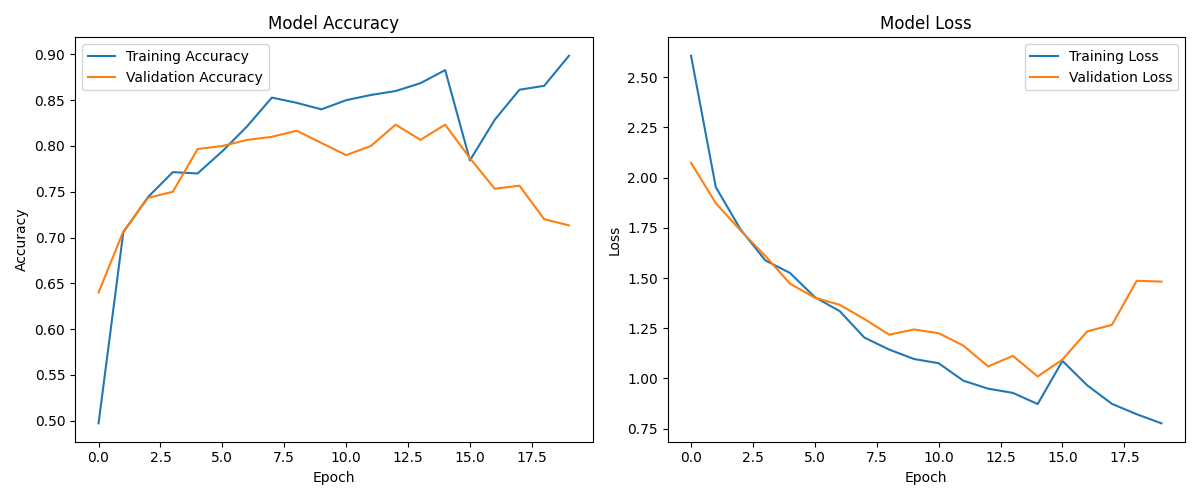 Model Accuracy
Training Accuracy
Validation Accuracy
0.90
0.85
0.80
0.75
0.70
0.65
0.60
0.55
0.50
Accuracy
0.0 2.5 5.0 7.5 10.0 12.5 15.0 17.5
Epoch
Model Loss
Training Loss
Validation Loss
2.50
2.25
2.00
1.75
1.50
1.25
1.00
0.75
Loss
0.0 2.5 5.0 7.5 10.0 12.5 15.0 17.5
Epoch